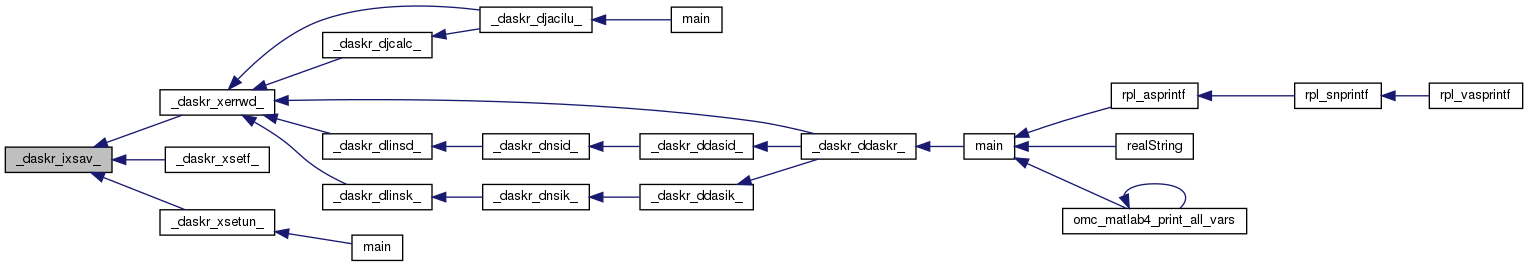 _daskr_djacilu_
main
_daskr_djcalc_
_daskr_xerrwd_
rpl_asprintf
rpl_snprintf
rpl_vasprintf
_daskr_ixsav_
_daskr_xsetf_
_daskr_dlinsd_
_daskr_dnsid_
_daskr_ddasid_
_daskr_ddaskr_
main
realString
_daskr_dlinsk_
_daskr_dnsik_
_daskr_ddasik_
_daskr_xsetun_
omc_matlab4_print_all_vars
main